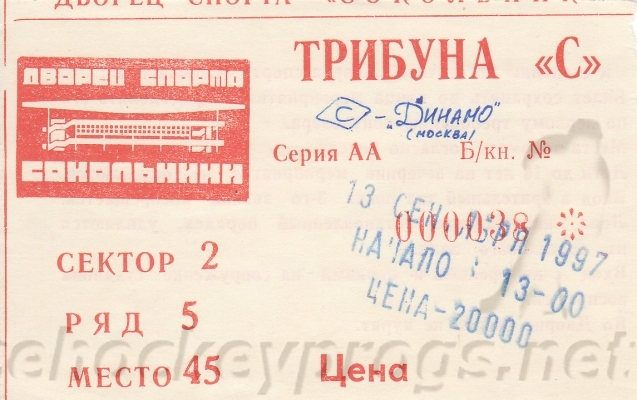 ДВОРЕЦ СПОРТА «СОКОЛЬНИКИ»
ТРИБУНА «С»
ДВОРЕЦ СПОРТА
СОКОЛЬНИКИ
С - „ДИНАМО"
(МОСКВА)
Серия АА Б/кн. №
000038
13 СЕНТЯБРЯ 1997
НАЧАЛО : 13-00
ЦЕНА-20000
СЕКТОР 2
РЯД 5
МЕСТО 45
Цена
ehockeyprogs.net